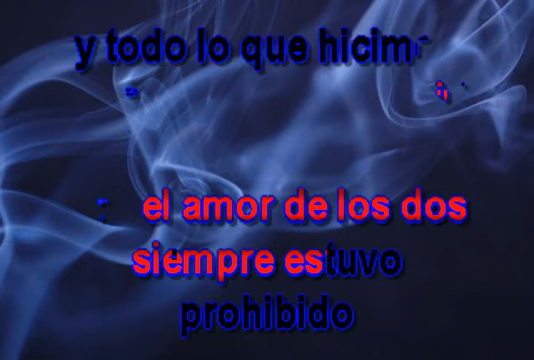 y todo lo que hicim
el amor de los dos
siempre estuvo
prohibido